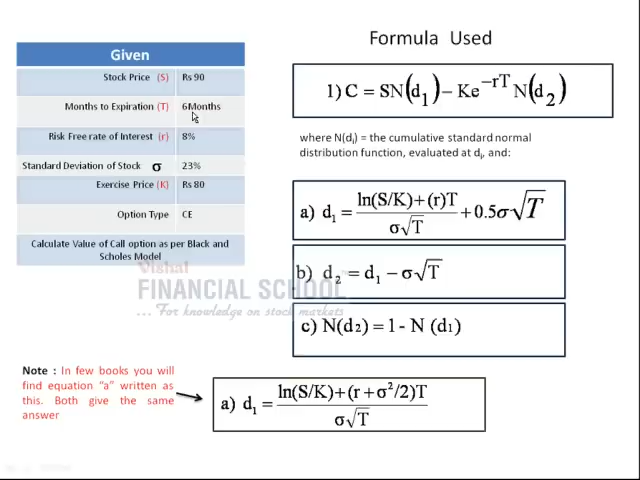 Formula Used
Given
Stock Price (S) Rs 90
Months to Expiration (T) 6Months
Risk Free rate of Interest (r) 8%
Standard Deviation of Stock σ 23%
Exercise Price (K) Rs 80
Option Type CE
Calculate Value of Call option as per Black and
Scholes Model
1) C = SN(d₁) − Ke^−rT N(d₂)
where N(dᵢ) = the cumulative standard normal
distribution function, evaluated at dᵢ, and:
a) d₁ = ln(S/K)+(r)T / σ√T + 0.5σ√T
b) d₂ = d₁ − σ√T
c) N(d₂) = 1 - N (d₁)
Vishal
FINANCIAL SCHOOL
... For knowledge on stock markets
Note : In few books you will
find equation "a" written as
this. Both give the same
answer
a) d₁ = ln(S/K)+(r + σ²/2)T / σ√T